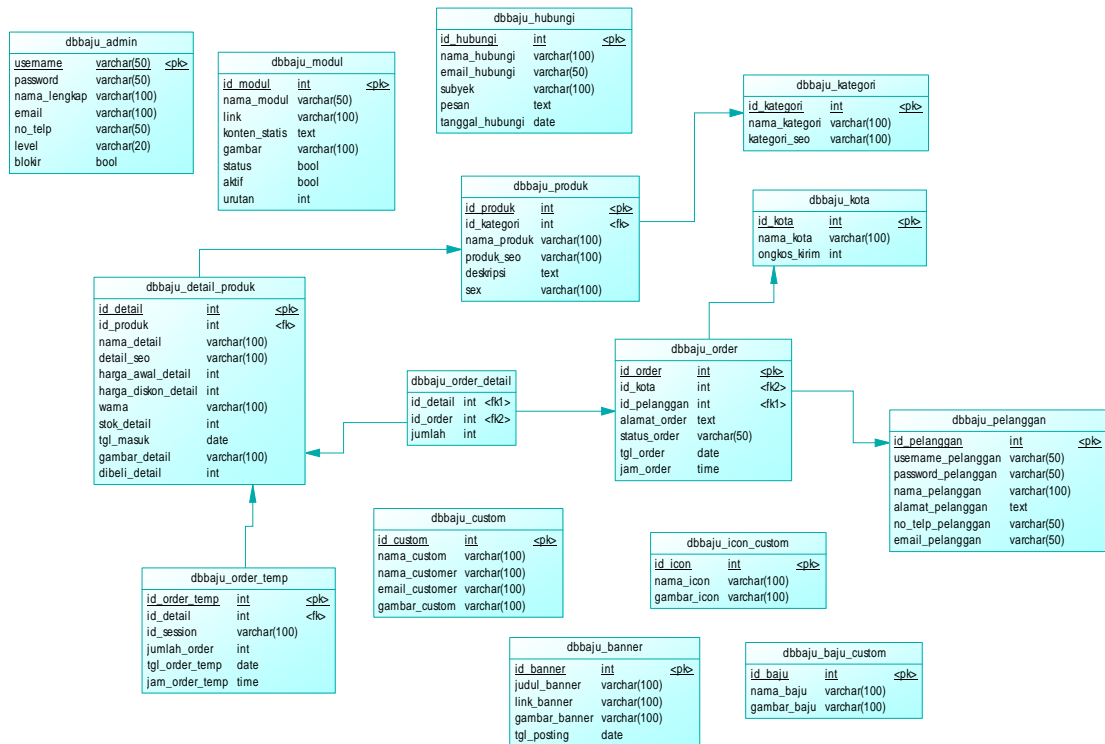 dbbaju_admin
username varchar(50) <pk>
password varchar(50)
nama_lengkap varchar(100)
email varchar(100)
no_telp varchar(50)
level varchar(20)
blokir bool
dbbaju_modul
id_modul int <pk>
nama_modul varchar(50)
link varchar(100)
konten_statis text
gambar varchar(100)
status bool
aktif bool
urutan int
dbbaju_hubungi
id_hubungi int <pk>
nama_hubungi varchar(100)
email_hubungi varchar(50)
subyek varchar(100)
pesan text
tanggal_hubungi date
dbbaju_kategori
id_kategori int <pk>
nama_kategori varchar(100)
kategori_seo varchar(100)
dbbaju_produk
id_produk int <pk>
id_kategori int <fk>
nama_produk varchar(100)
produk_seo varchar(100)
deskripsi text
sex varchar(100)
dbbaju_kota
id_kota int <pk>
nama_kota varchar(100)
ongkos_kirim int
dbbaju_detail_produk
id_detail int <pk>
id_produk int <fk>
nama_detail varchar(100)
detail_seo varchar(100)
harga_awal_detail int
harga_diskon_detail int
warna varchar(100)
stok_detail int
tgl_masuk date
gambar_detail varchar(100)
dibeli_detail int
dbbaju_order_detail
id_detail int <fk1>
id_order int <fk2>
jumlah int
dbbaju_order
id_order int <pk>
id_kota int <fk2>
id_pelanggan int <fk1>
alamat_order text
status_order varchar(50)
tgl_order date
jam_order time
dbbaju_pelanggan
id_pelanggan int <pk>
username_pelanggan varchar(50)
password_pelanggan varchar(50)
nama_pelanggan varchar(100)
alamat_pelanggan text
no_telp_pelanggan varchar(50)
email_pelanggan varchar(50)
dbbaju_order_temp
id_order_temp int <pk>
id_detail int <fk>
id_session varchar(100)
jumlah_order int
tgl_order_temp date
jam_order_temp time
dbbaju_custom
id_custom int <pk>
nama_custom varchar(100)
nama_customer varchar(100)
email_customer varchar(100)
gambar_custom varchar(100)
dbbaju_icon_custom
id_icon int <pk>
nama_icon varchar(100)
gambar_icon varchar(100)
dbbaju_banner
id_banner int <pk>
judul_banner varchar(100)
link_banner varchar(100)
gambar_banner varchar(100)
tgl_posting date
dbbaju_baju_custom
id_baju int <pk>
nama_baju varchar(100)
gambar_baju varchar(100)